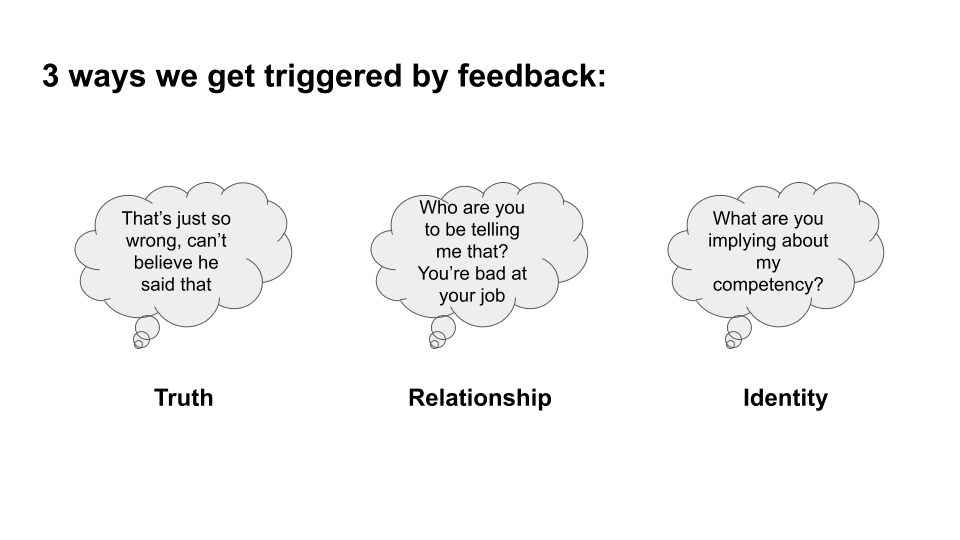 3 ways we get triggered by feedback:
That’s just so
wrong, can’t
believe he
said that
Who are you
to be telling
me that?
You’re bad at
your job
What are you
implying about
my
competency?
Truth
Relationship
Identity